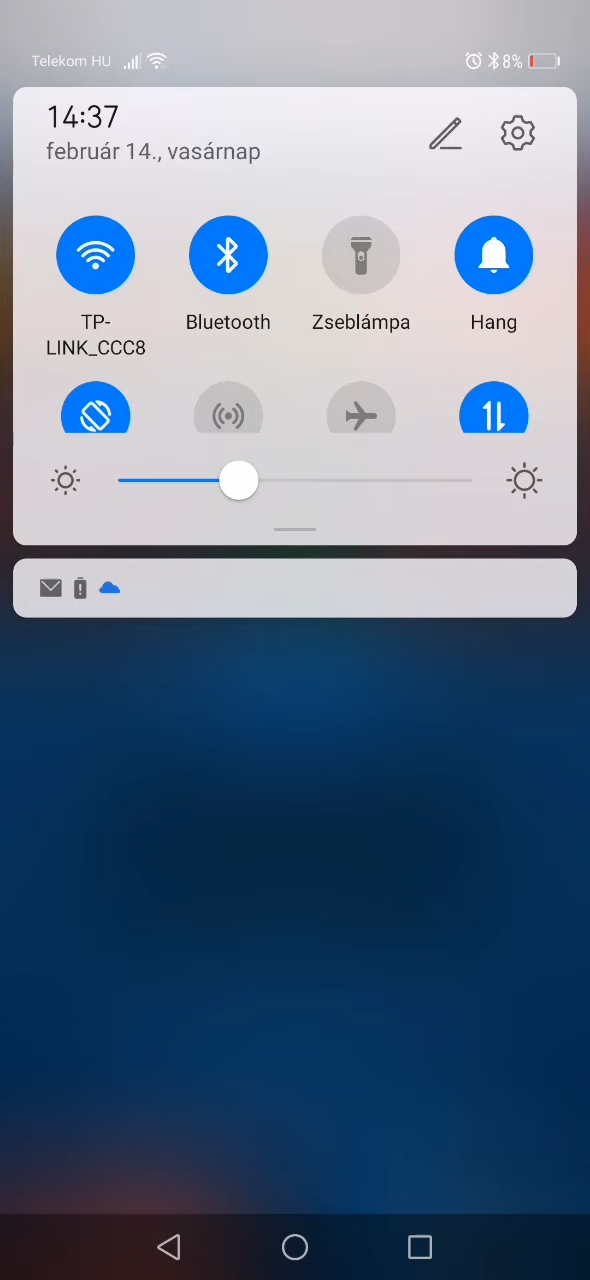 Telekom HU
8%
14:37
február 14., vasárnap
TP-
LINK_CCC8
Bluetooth
Zseblámpa
Hang